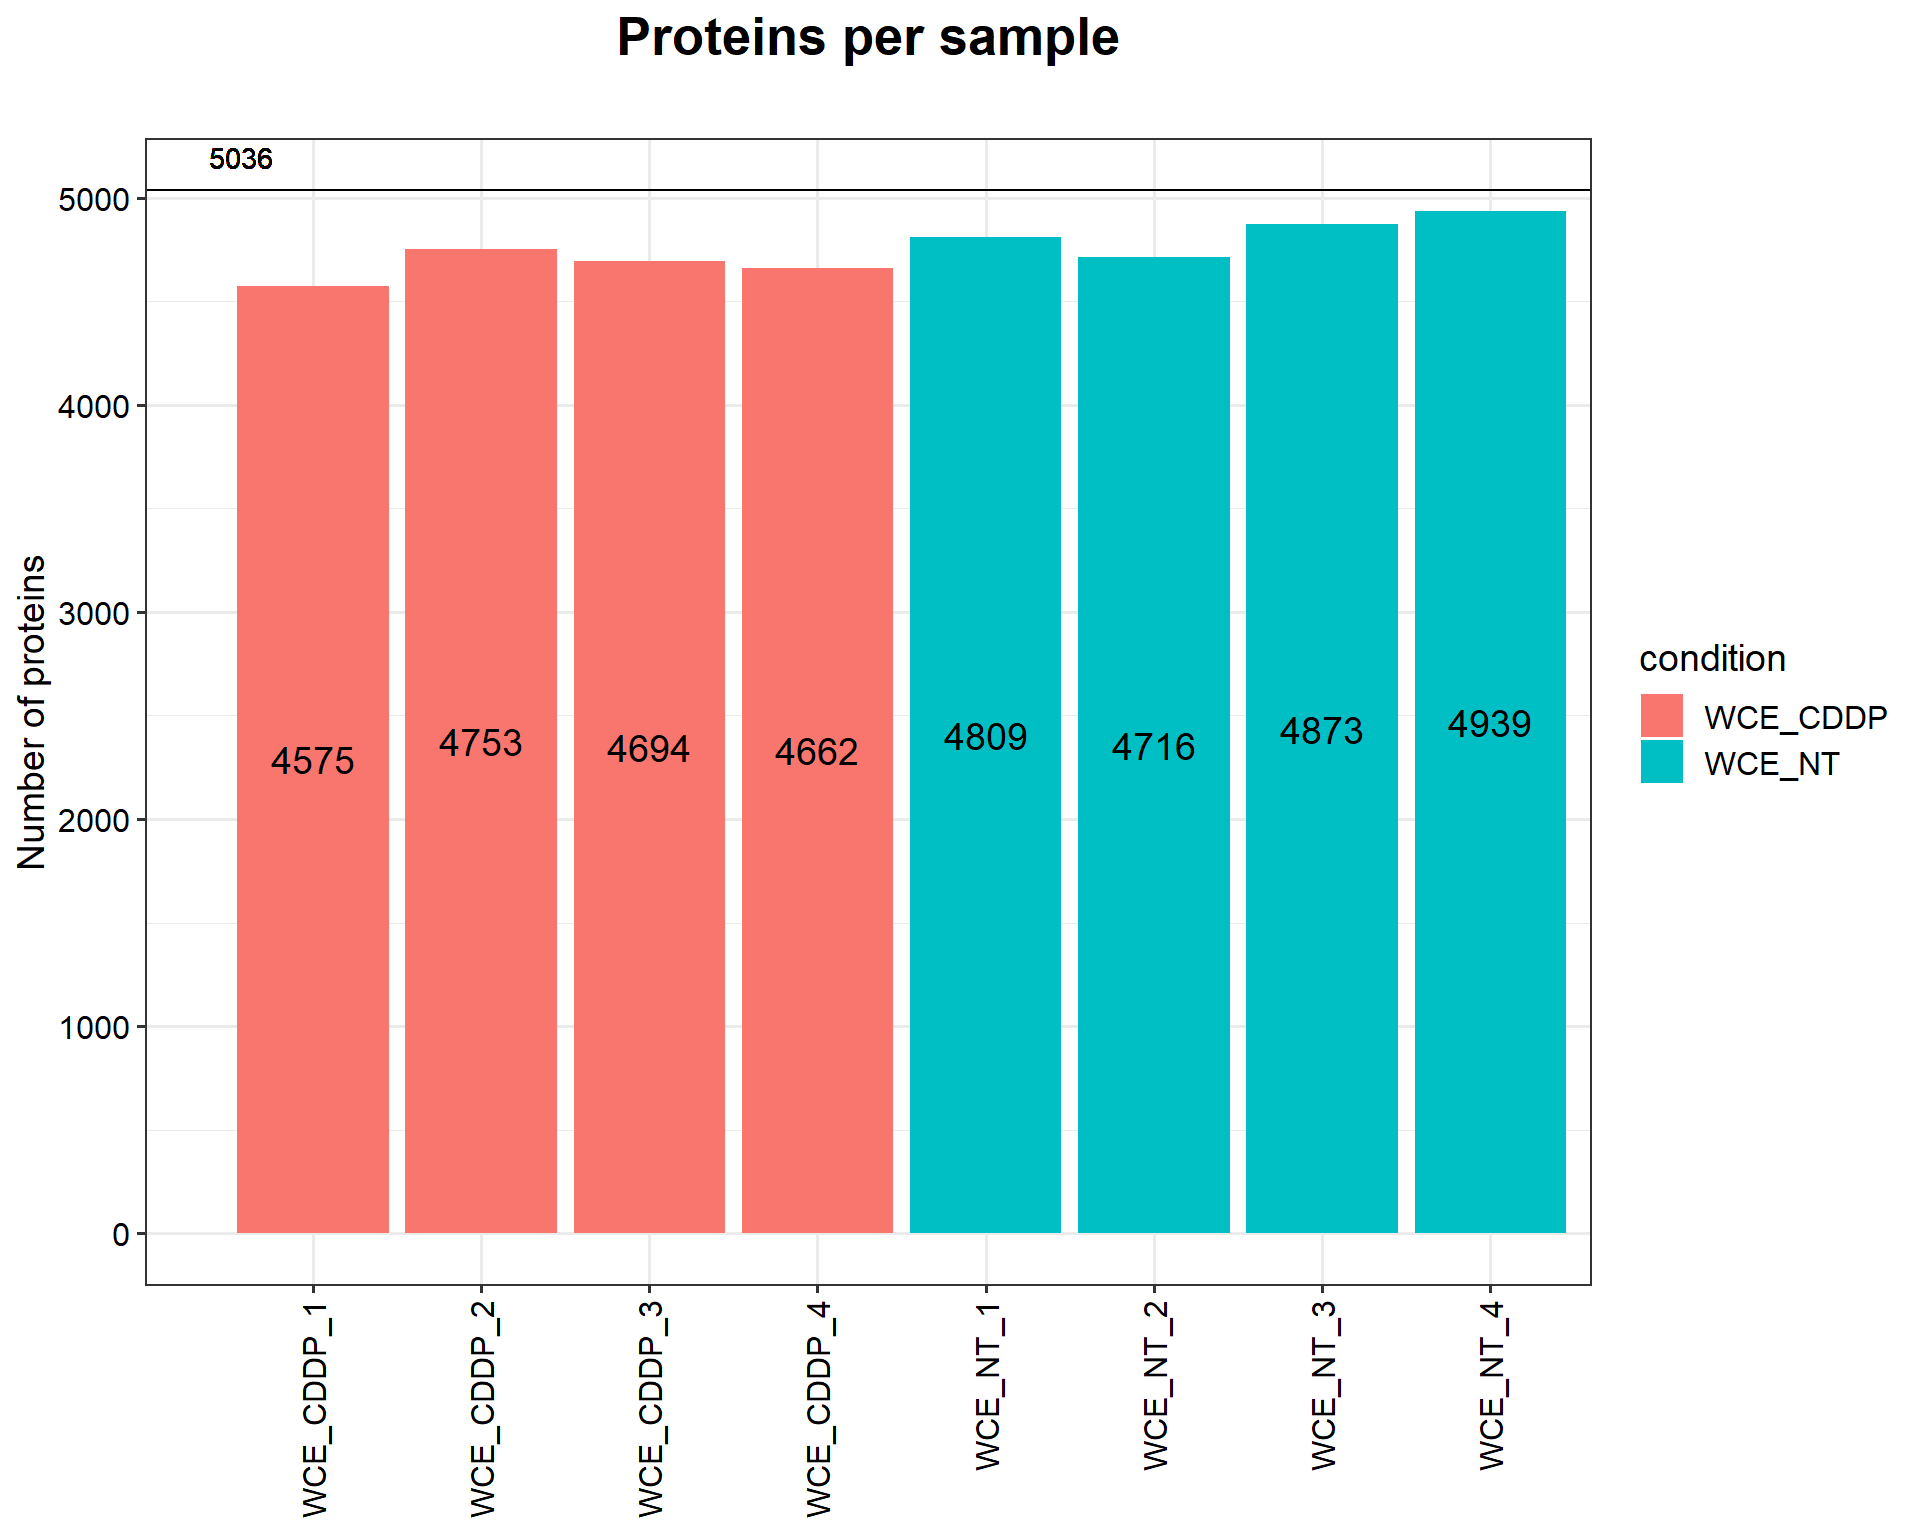 Proteins per sample
5036
5000
4000
3000
2000
1000
0
Number of proteins
4575
4753
4694
4662
4809
4716
4873
4939
WCE_CDDP_1
WCE_CDDP_2
WCE_CDDP_3
WCE_CDDP_4
WCE_NT_1
WCE_NT_2
WCE_NT_3
WCE_NT_4
condition
WCE_CDDP
WCE_NT